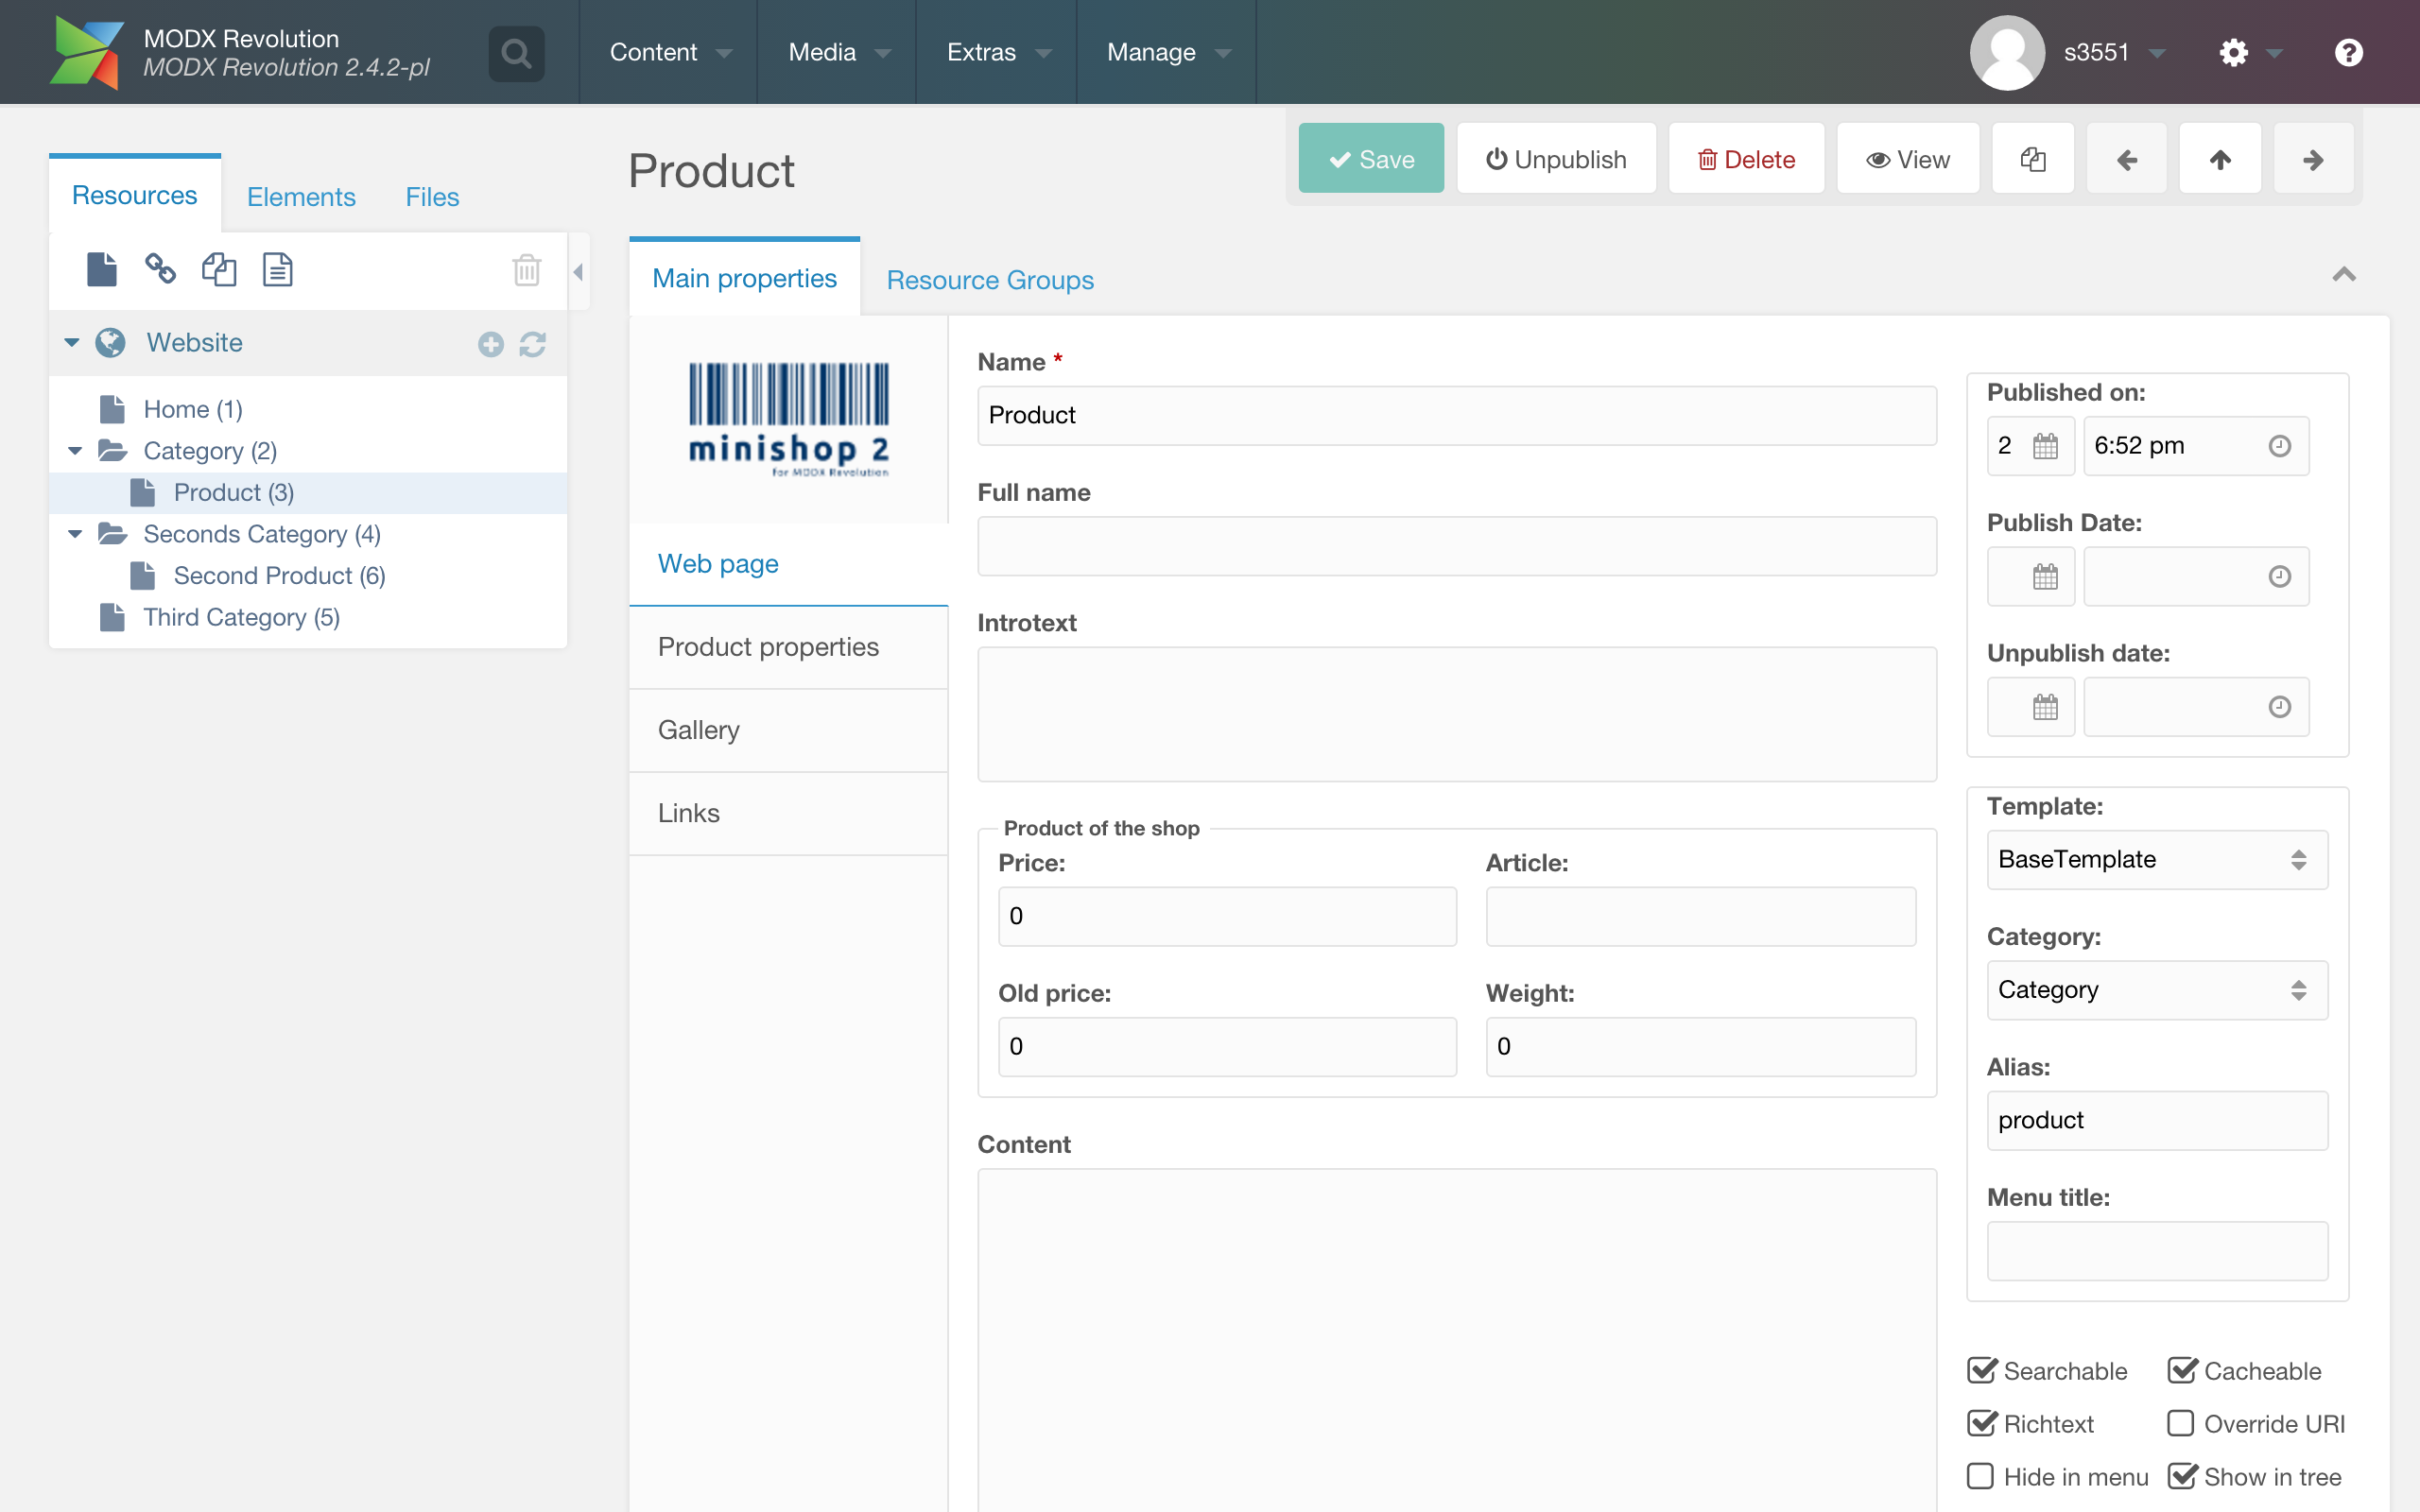 MODX Revolution
MODX Revolution 2.4.2-pl
Content
Media
Extras
Manage
s3551
Resources
Elements
Files
Website
Home (1)
Category (2)
Product (3)
Seconds Category (4)
Second Product (6)
Third Category (5)
Product
Save
Unpublish
Delete
View
Main properties
Resource Groups
minishop 2
for MODX Revolution
Web page
Product properties
Gallery
Links
Name *
Product
Full name
Introtext
Product of the shop
Price:
Article:
0
Old price:
Weight:
0
0
Content
Published on:
2
6:52 pm
Publish Date:
Unpublish date:
Template:
BaseTemplate
Category:
Category
Alias:
product
Menu title:
Searchable
Cacheable
Richtext
Override URI
Hide in menu
Show in tree